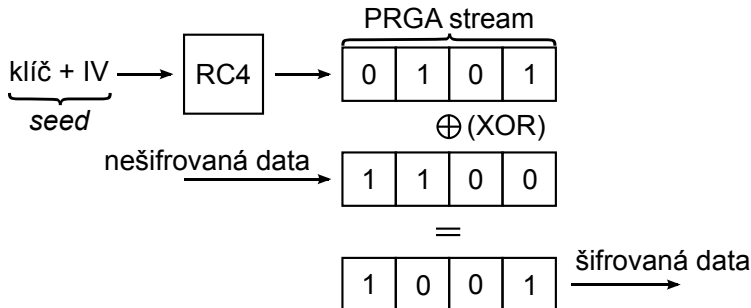 PRGA stream
klíč + IV RC4 0 1 0 1
seed
⊕ (XOR)
nešifrovaná data
1 1 0 0
=
šifrovaná data
1 0 0 1